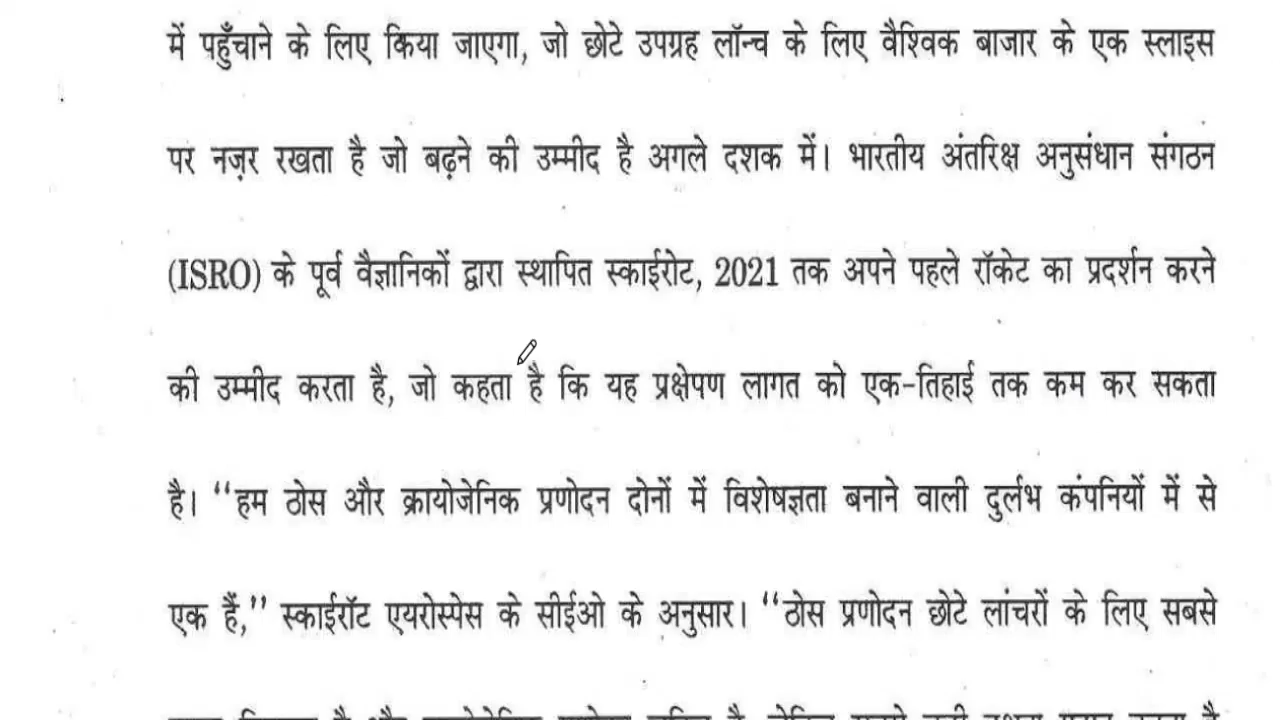 में पहुँचाने के लिए किया जाएगा, जो छोटे उपग्रह लॉन्च के लिए वैश्विक बाजार के एक स्लाइस
पर नज़र रखता है जो बढ़ने की उम्मीद है अगले दशक में। भारतीय अंतरिक्ष अनुसंधान संगठन
(ISRO) के पूर्व वैज्ञानिकों द्वारा स्थापित स्काईरोट, 2021 तक अपने पहले रॉकेट का प्रदर्शन करने
की उम्मीद करता है, जो कहता है कि यह प्रक्षेपण लागत को एक-तिहाई तक कम कर सकता
है। “हम ठोस और क्रायोजेनिक प्रणोदन दोनों में विशेषज्ञता बनाने वाली दुर्लभ कंपनियों में से
एक हैं,” स्काईरॉट एयरोस्पेस के सीईओ के अनुसार। “ठोस प्रणोदन छोटे लांचरों के लिए सबसे